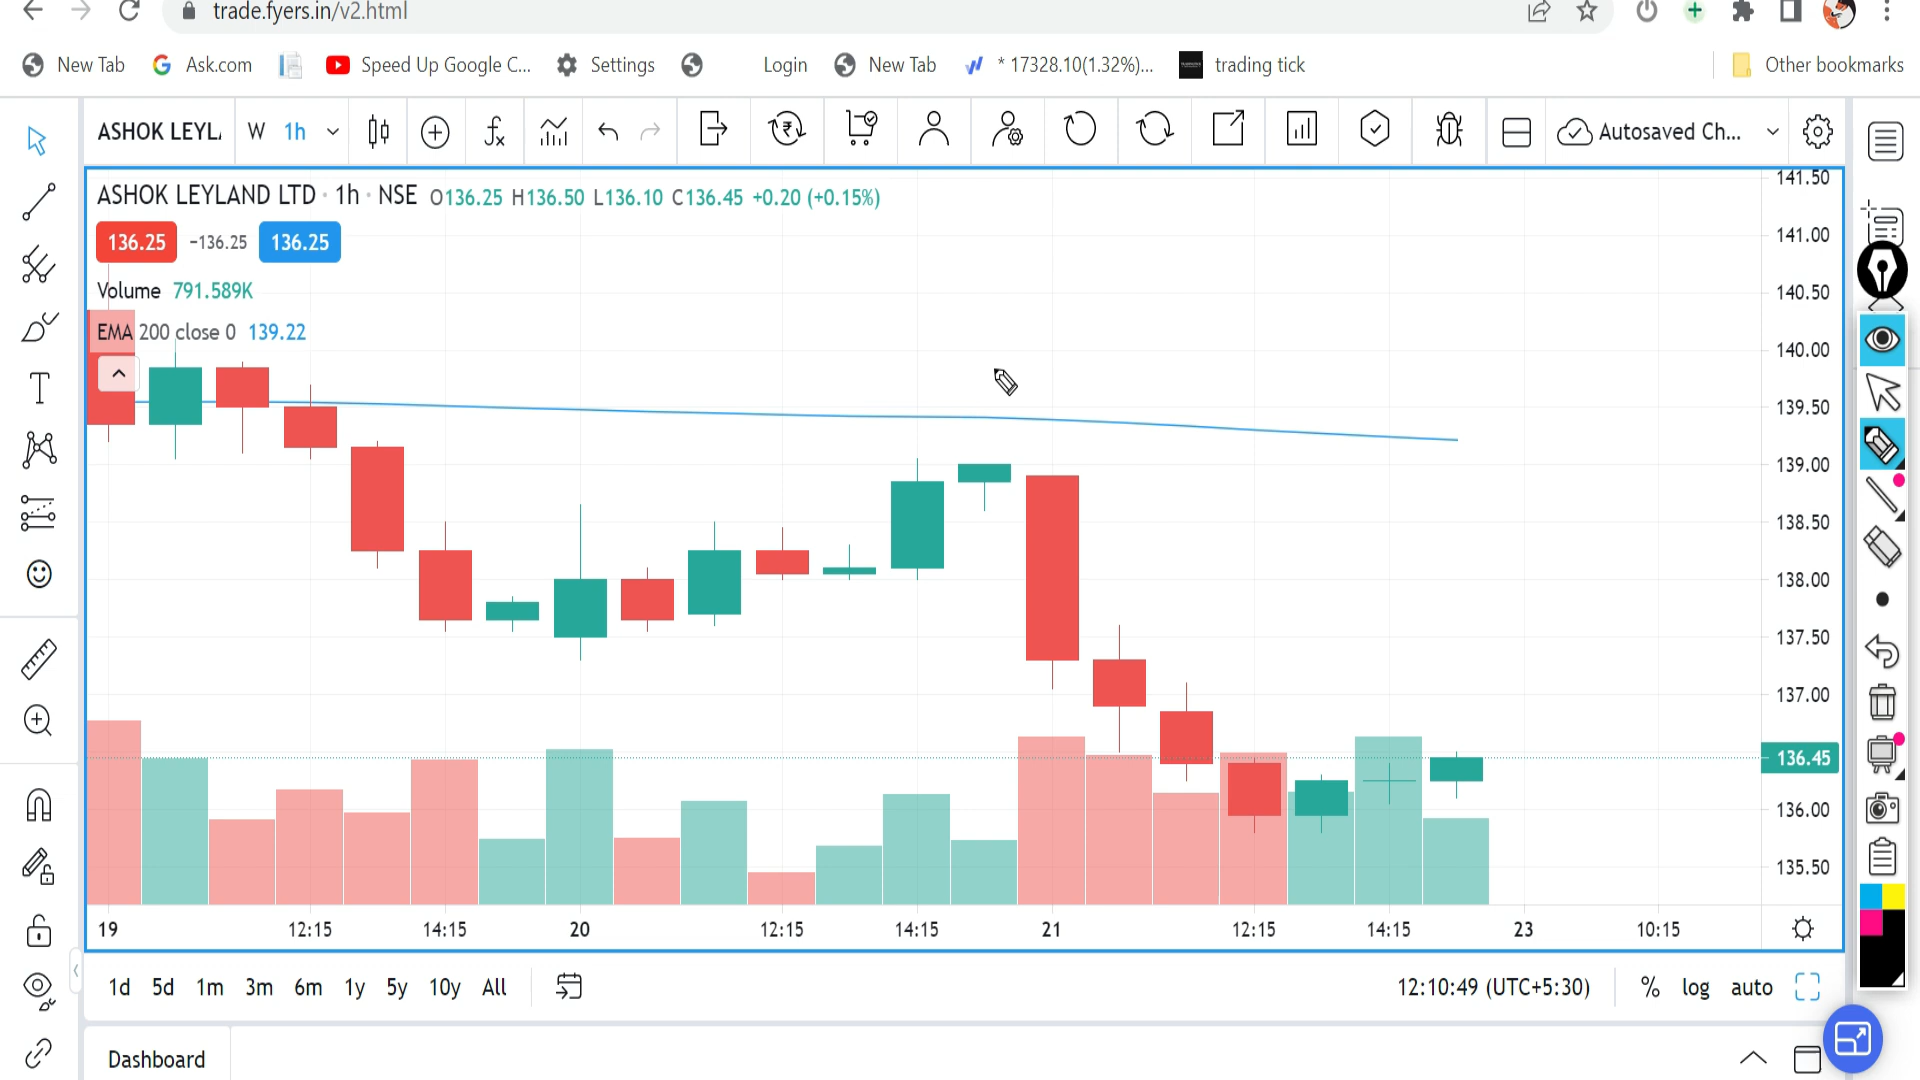 trade.fyers.in/v2.html
New Tab
Ask.com
Speed Up Google C...
Settings
Login
New Tab
* 17328.10(1.32%)...
trading tick
Other bookmarks
ASHOK LEYL
W
1h
Autosaved Ch...
ASHOK LEYLAND LTD · 1h · NSE O136.25 H136.50 L136.10 C136.45 +0.20 (+0.15%)
136.25 −136.25 136.25
Volume 791.589K
EMA 200 close 0 139.22
141.50
141.00
140.50
140.00
139.50
139.00
138.50
138.00
137.50
137.00
136.45
136.00
135.50
19 12:15 14:15 20 12:15 14:15 21 12:15 14:15 23 10:15
1d 5d 1m 3m 6m 1y 5y 10y All
12:10:49 (UTC+5:30) % log auto
Dashboard